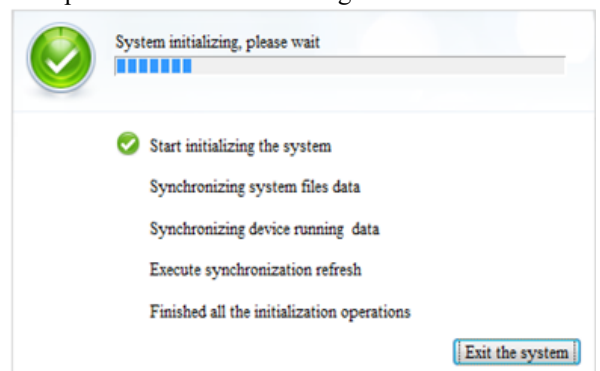 System initializing, please wait
Start initializing the system
Synchronizing system files data
Synchronizing device running data
Execute synchronization refresh
Finished all the initialization operations
Exit the system